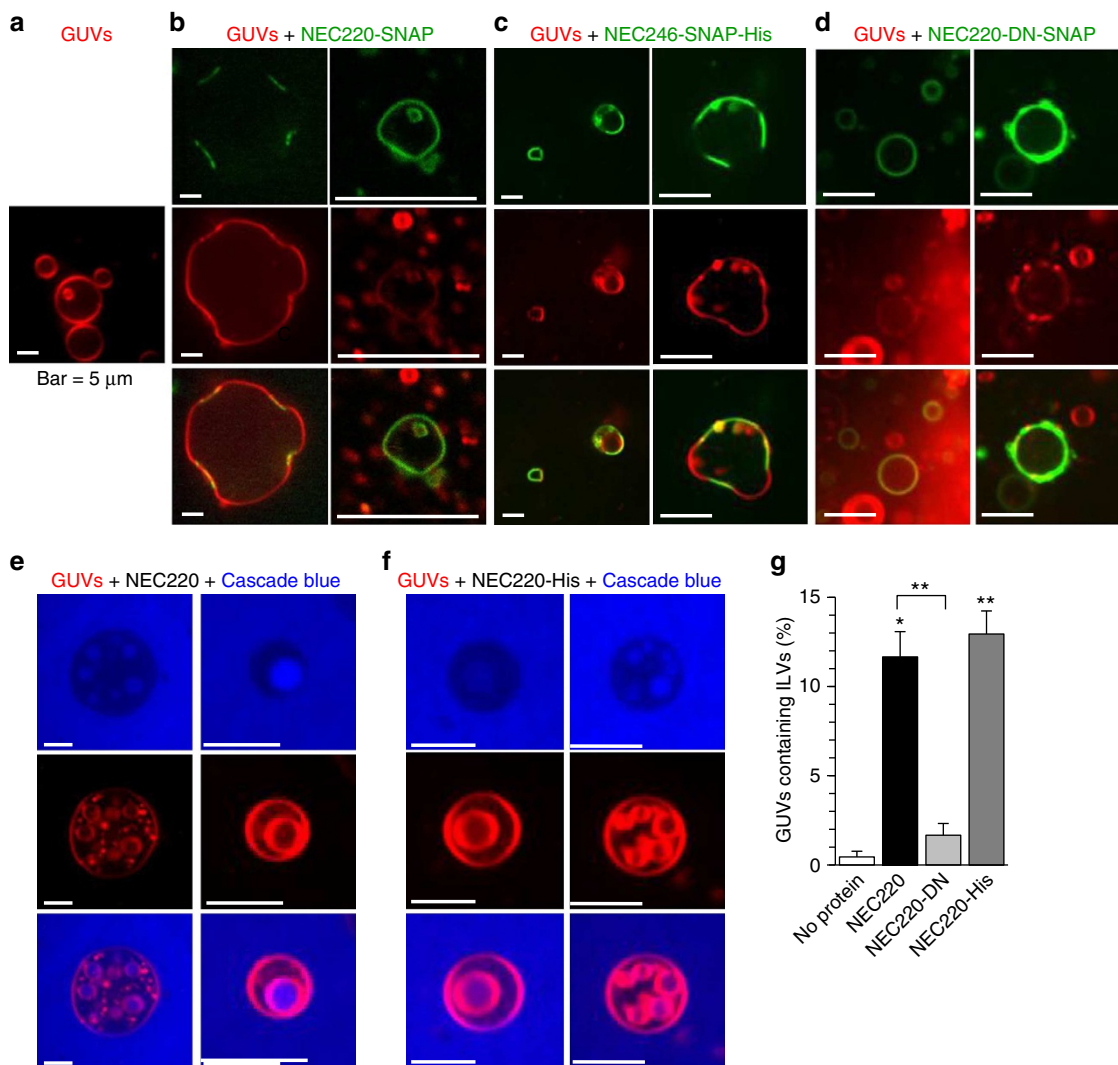 a
GUVs
Bar = 5 μm
b
GUVs + NEC220-SNAP
c
GUVs + NEC246-SNAP-His
d
GUVs + NEC220-DN-SNAP
e
GUVs + NEC220 + Cascade blue
f
GUVs + NEC220-His + Cascade blue
g
GUVs containing ILVs (%)
15
10
5
0
**
*
**
No protein
NEC220
NEC220-DN
NEC220-His